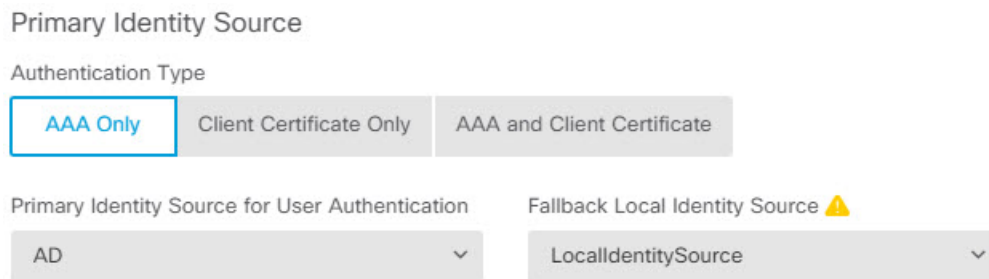 Primary Identity Source
Authentication Type
AAA Only Client Certificate Only AAA and Client Certificate
Primary Identity Source for User Authentication Fallback Local Identity Source
AD LocalIdentitySource